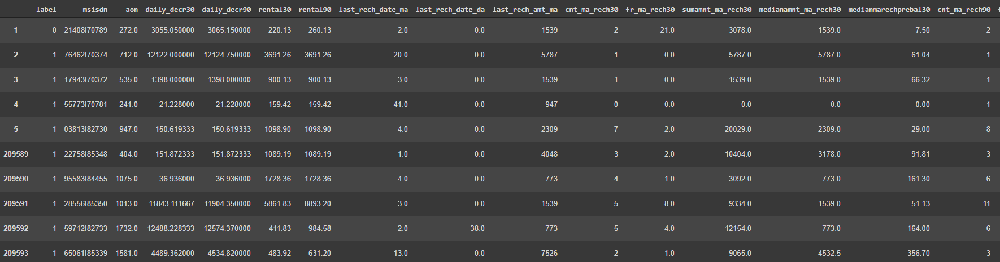 label msisdn aon daily_decr30 daily_decr90 rental30 rental90 last_rech_date_ma last_rech_date_da last_rech_amt_ma cnt_ma_rech30 fr_ma_rech30 sumamnt_ma_rech30 medianamnt_ma_rech30 medianmarechprebal30 cnt_ma_rech90
1 0 21408I70789 272.0 3055.050000 3065.150000 220.13 260.13 2.0 0.0 1539 2 21.0 3078.0 1539.0 7.50 2
2 1 76462I70374 712.0 12122.000000 12124.750000 3691.26 3691.26 20.0 0.0 5787 1 0.0 5787.0 5787.0 61.04 1
3 1 17943I70372 535.0 1398.000000 1398.000000 900.13 900.13 3.0 0.0 1539 1 0.0 1539.0 1539.0 66.32 1
4 1 55773I70781 241.0 21.228000 21.228000 159.42 159.42 41.0 0.0 947 0 0.0 0.0 0.0 0.00 1
5 1 03813I82730 947.0 150.619333 150.619333 1098.90 1098.90 4.0 0.0 2309 7 2.0 20029.0 2309.0 29.00 8
209589 1 22758I85348 404.0 151.872333 151.872333 1089.19 1089.19 1.0 0.0 4048 3 2.0 10404.0 3178.0 91.81 3
209590 1 95583I84455 1075.0 36.936000 36.936000 1728.36 1728.36 4.0 0.0 773 4 1.0 3092.0 773.0 161.30 6
209591 1 28556I85350 1013.0 11843.111667 11904.350000 5861.83 8893.20 3.0 0.0 1539 5 8.0 9334.0 1539.0 51.13 11
209592 1 59712I82733 1732.0 12488.228333 12574.370000 411.83 984.58 2.0 38.0 773 5 4.0 12154.0 773.0 164.00 6
209593 1 65061I85339 1581.0 4489.362000 4534.820000 483.92 631.20 13.0 0.0 7526 2 1.0 9065.0 4532.5 356.70 3